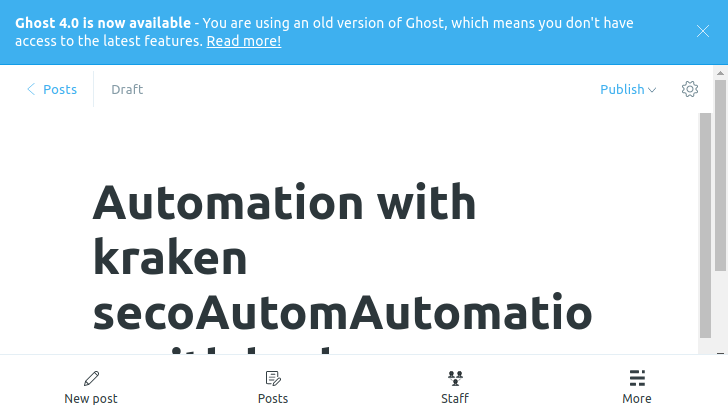 Ghost 4.0 is now available - You are using an old version of Ghost, which means you don't have
access to the latest features. Read more!
Posts
Draft
Publish
Automation with
kraken
secoAutomAutomatio
New post
Posts
Staff
More